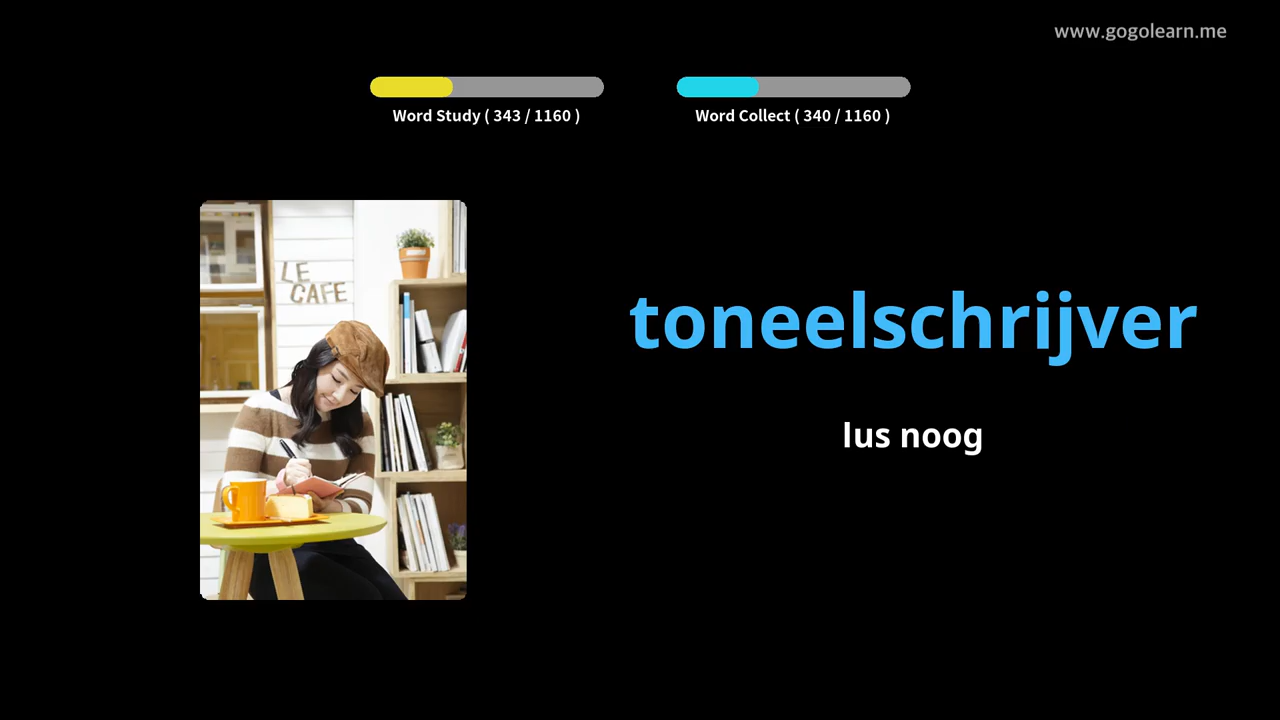 www.gogolearn.me
Word Study ( 343 / 1160 )
Word Collect ( 340 / 1160 )
LE
CAFE
toneelschrijver
lus noog